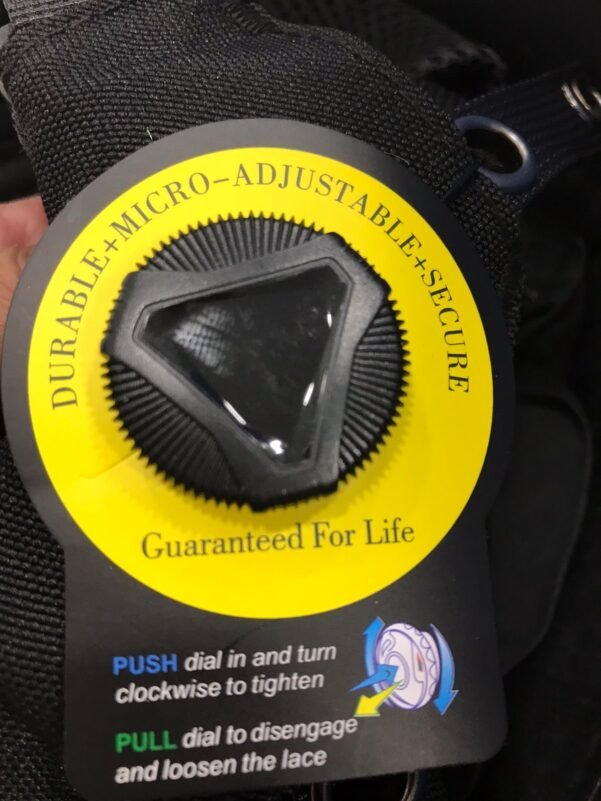 DURABLE+MICRO-ADJUSTABLE+SECURE
Guaranteed For Life
PUSH dial in and turn
clockwise to tighten
PULL dial to disengage
and loosen the lace